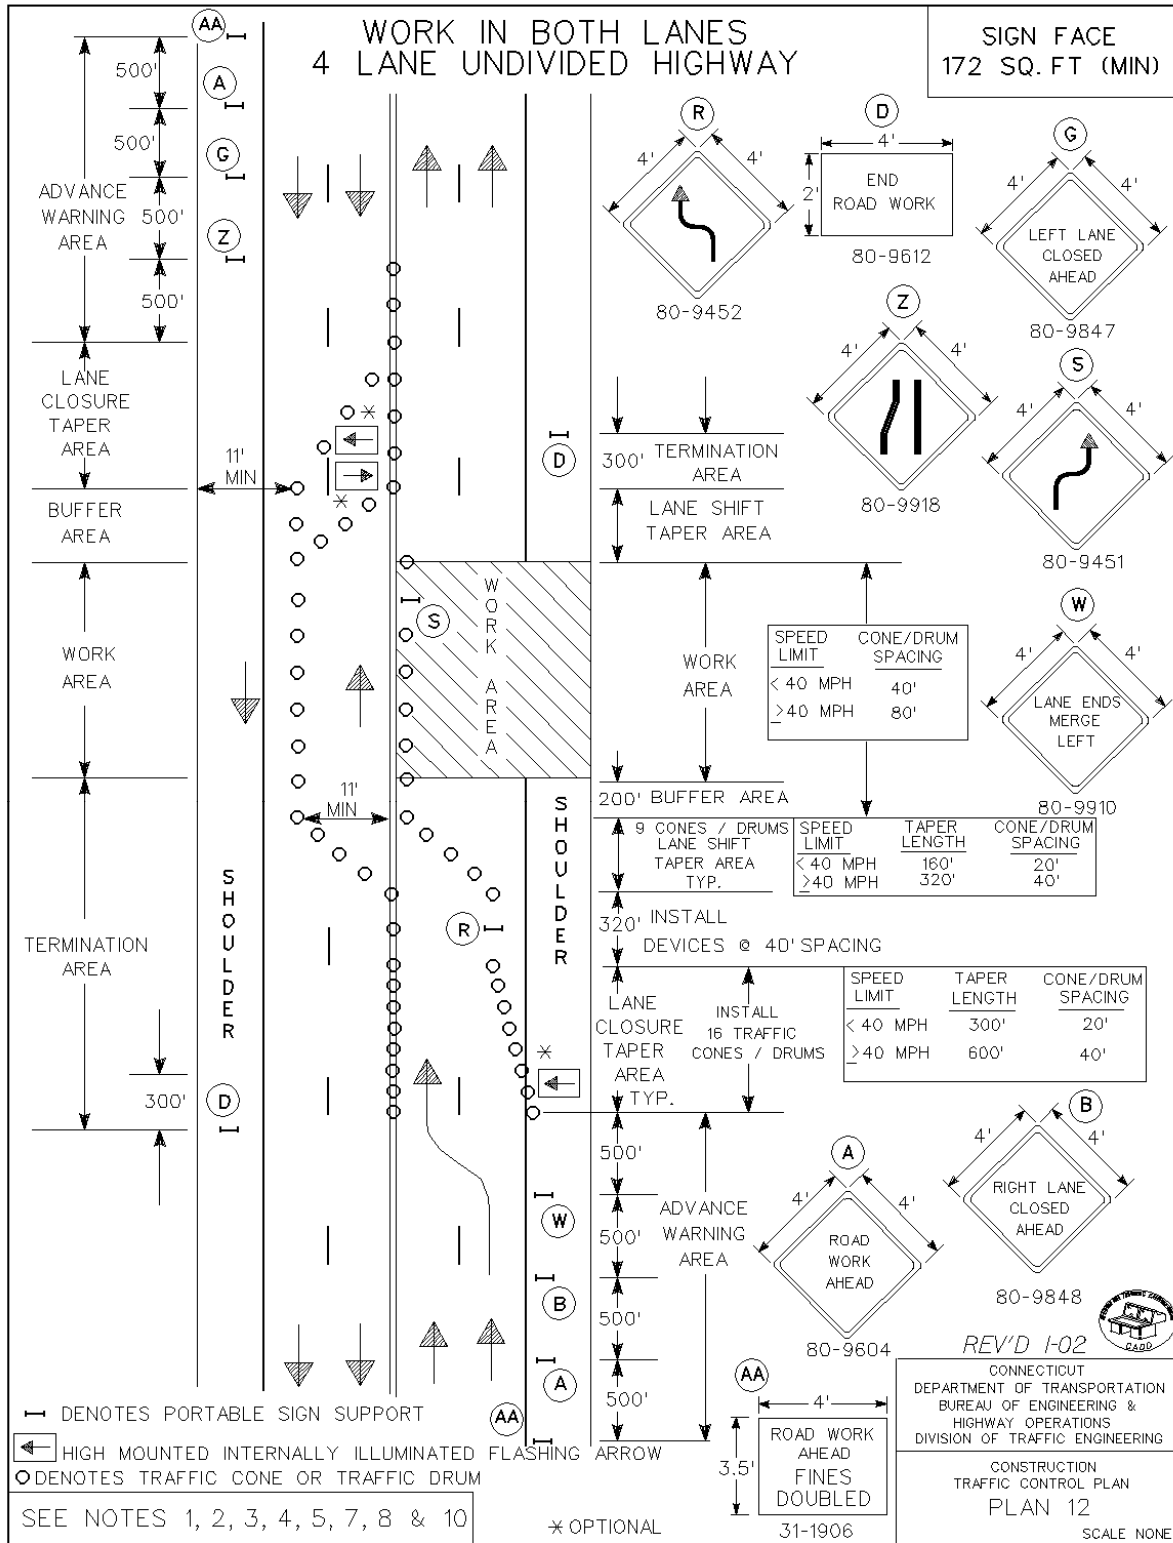 WORK IN BOTH LANES
4 LANE UNDIVIDED HIGHWAY
SIGN FACE
172 SQ. FT (MIN)
AA
500'
A
500'
G
500'
Z
500'
ADVANCE
WARNING
AREA
LANE
CLOSURE
TAPER
AREA
11'
MIN
BUFFER
AREA
WORK
AREA
11'
MIN
TERMINATION
AREA
SHOULDER
300'
D
*
*
WORK AREA
S
R
SHOULDER
*
D
300'
TERMINATION
AREA
LANE SHIFT
TAPER AREA
WORK
AREA
200' BUFFER AREA
9 CONES / DRUMS
LANE SHIFT
TAPER AREA
TYP.
320' INSTALL
DEVICES @ 40' SPACING
LANE
CLOSURE
TAPER
AREA
TYP.
INSTALL
16 TRAFFIC
CONES / DRUMS
500'
W
500'
B
500'
A
500'
AA
ADVANCE
WARNING
AREA
R
4' 4'
80-9452
D
4'
2'
END
ROAD WORK
80-9612
G
4' 4'
LEFT LANE
CLOSED
AHEAD
80-9847
Z
4' 4'
80-9918
S
4' 4'
80-9451
W
4' 4'
LANE ENDS
MERGE
LEFT
80-9910
SPEED LIMIT CONE/DRUM SPACING
< 40 MPH 40'
≥40 MPH 80'
SPEED LIMIT TAPER LENGTH CONE/DRUM SPACING
< 40 MPH 160' 20'
≥40 MPH 320' 40'
SPEED LIMIT TAPER LENGTH CONE/DRUM SPACING
< 40 MPH 300' 20'
≥40 MPH 600' 40'
A
4' 4'
ROAD
WORK
AHEAD
80-9604
B
4' 4'
RIGHT LANE
CLOSED
AHEAD
80-9848
AA
4'
3.5'
ROAD WORK
AHEAD
FINES
DOUBLED
31-1906
REV'D 1-02
CADD
CONNECTICUT
DEPARTMENT OF TRANSPORTATION
BUREAU OF ENGINEERING &
HIGHWAY OPERATIONS
DIVISION OF TRAFFIC ENGINEERING
CONSTRUCTION
TRAFFIC CONTROL PLAN
PLAN 12
SCALE NONE
DENOTES PORTABLE SIGN SUPPORT
HIGH MOUNTED INTERNALLY ILLUMINATED FLASHING ARROW
DENOTES TRAFFIC CONE OR TRAFFIC DRUM
SEE NOTES 1, 2, 3, 4, 5, 7, 8 & 10
* OPTIONAL